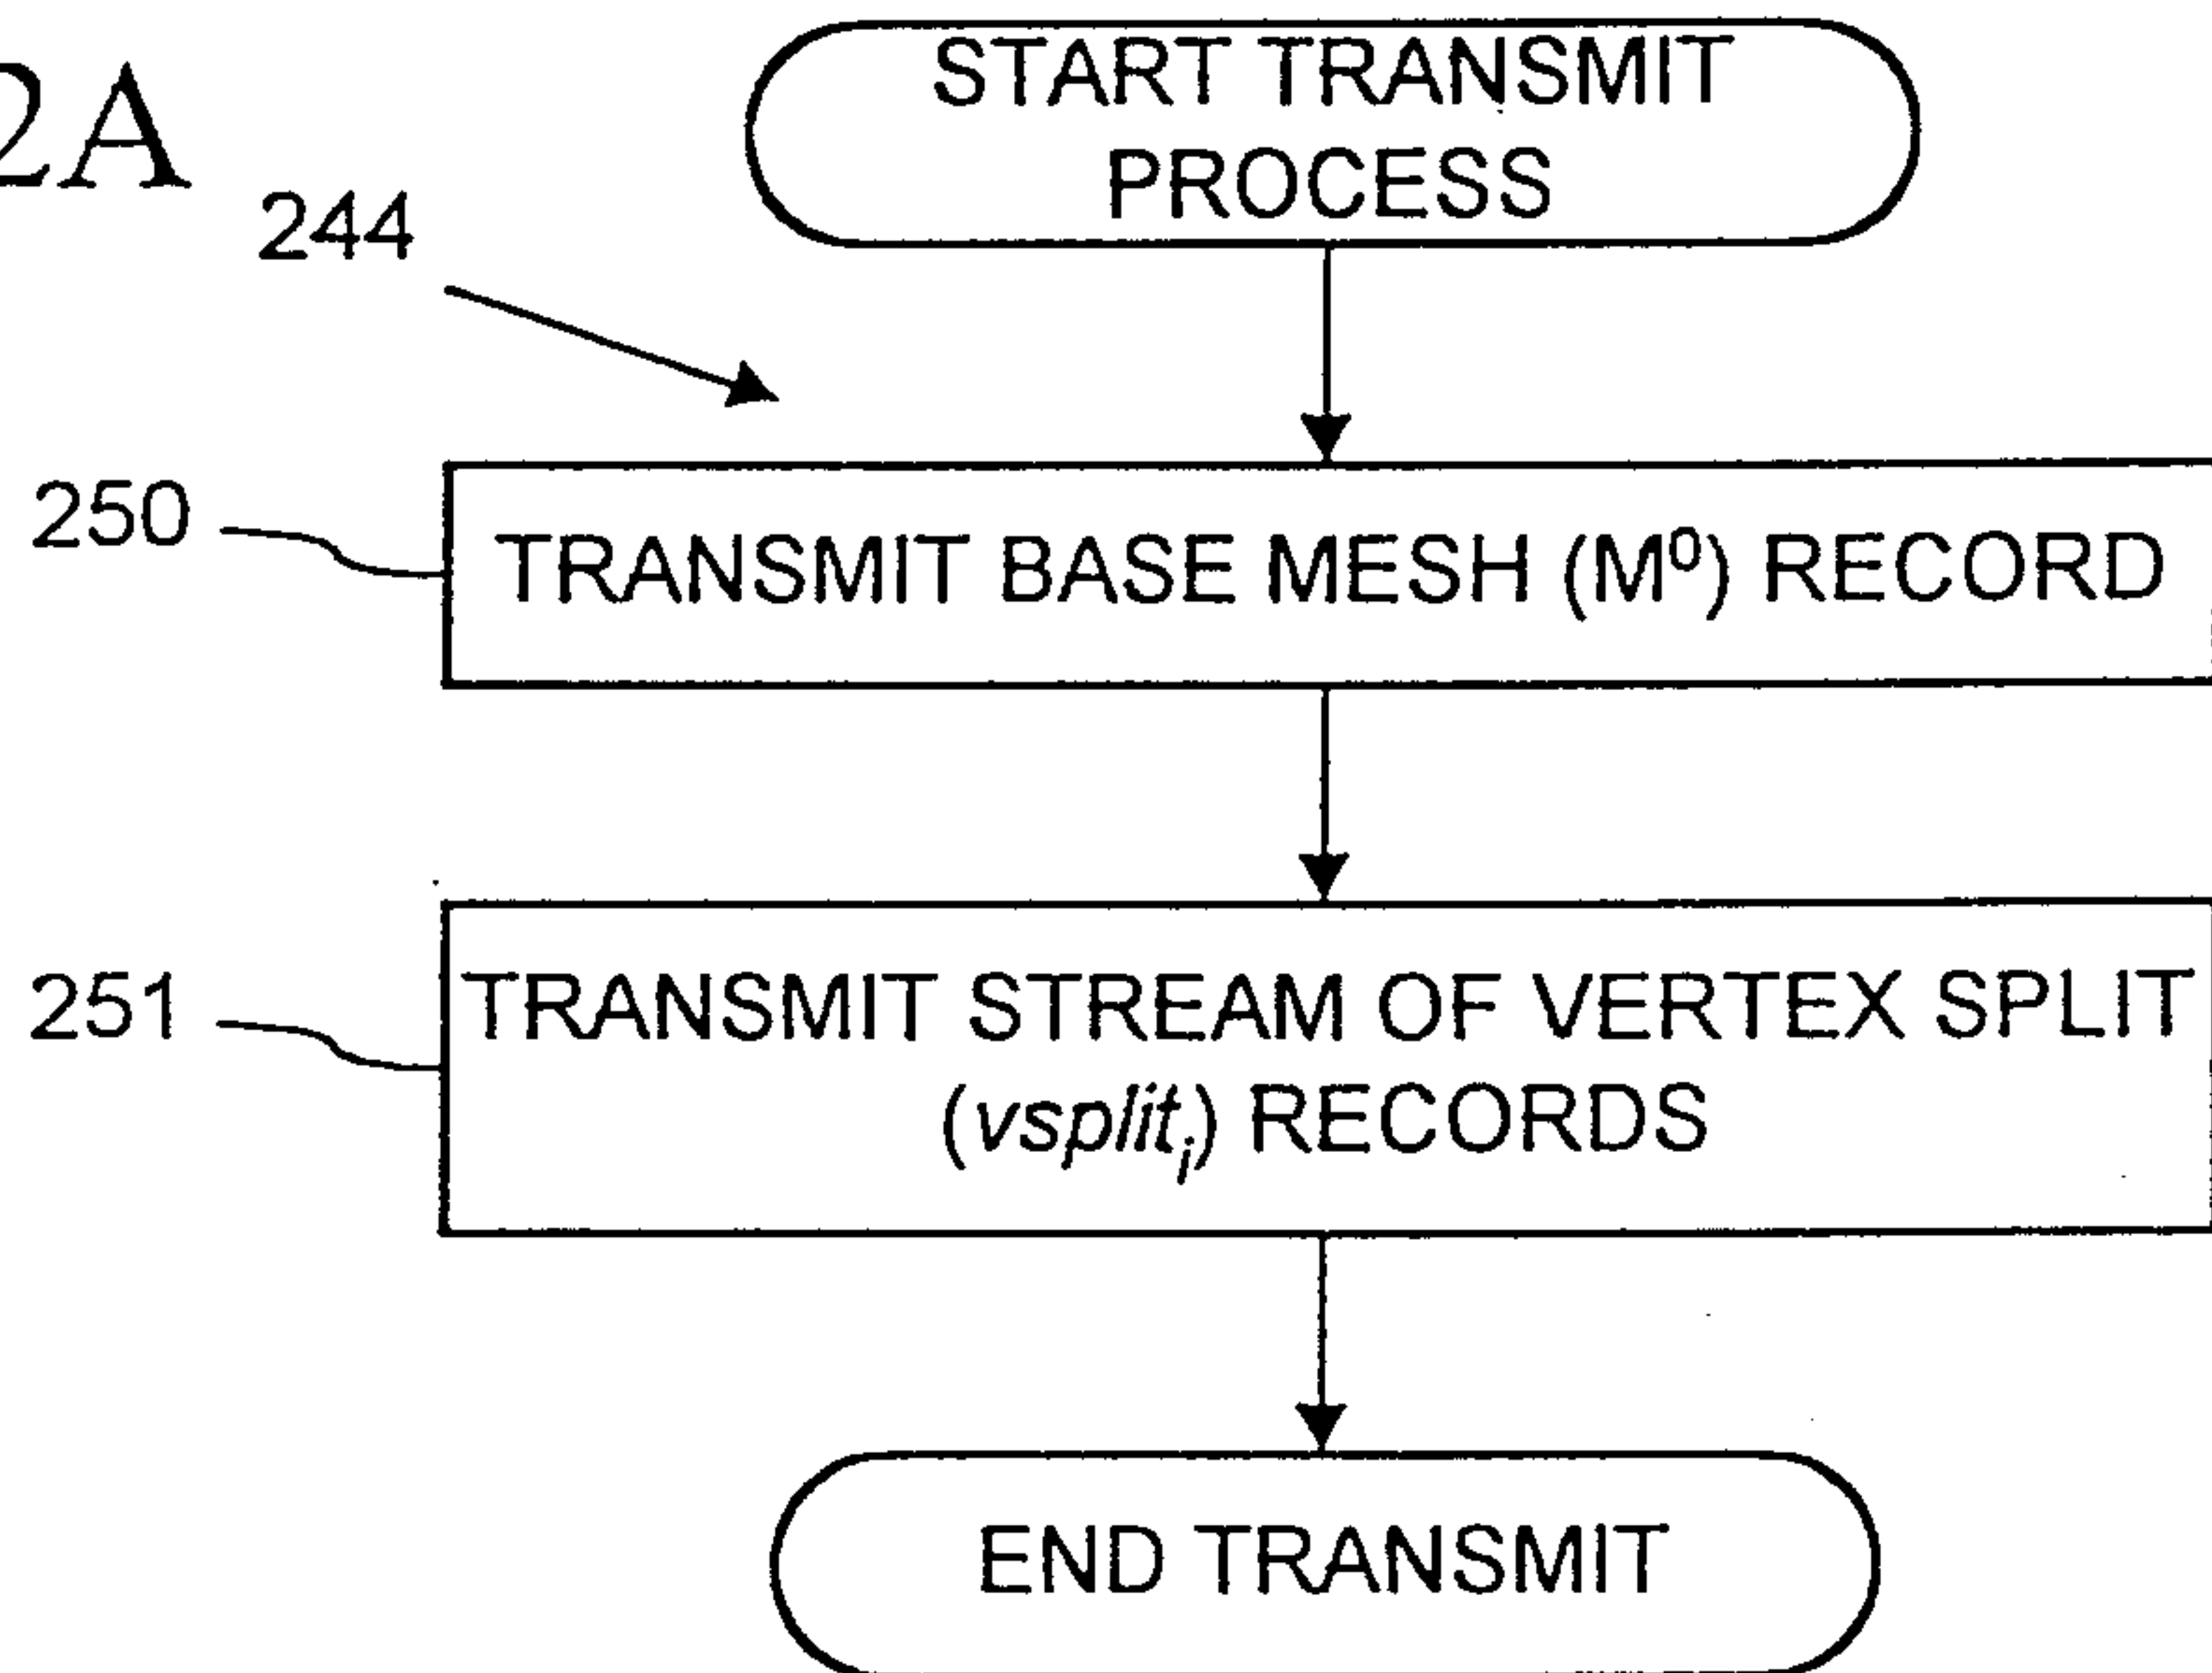 2A
START TRANSMIT
PROCESS
244
250
TRANSMIT BASE MESH (M⁰) RECORD
251
TRANSMIT STREAM OF VERTEX SPLIT
(vsplitᵢ) RECORDS
END TRANSMIT